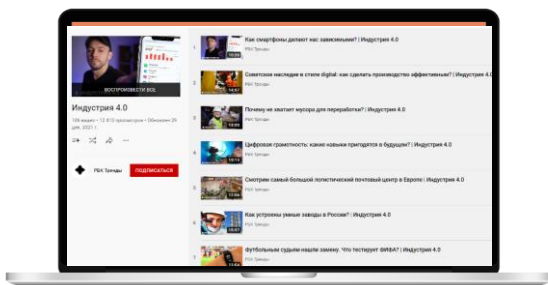 ВОСПРОИЗВЕСТИ ВСЕ
Индустрия 4.0
РБК Тренды
ПОДПИСАТЬСЯ
1
Как смартфоны делают нас зависимыми? | Индустрия 4.0
РБК Тренды
2
Советское наследие в стиле digital: как сделать производство эффективным? | Индустрия 4.0
РБК Тренды
3
Почему не хватает мусора для переработки? | Индустрия 4.0
РБК Тренды
4
Цифровая грамотность: какие навыки пригодятся в будущем? | Индустрия 4.0
РБК Тренды
5
Смотрим самый большой логистический почтовый центр в Европе | Индустрия 4.0
РБК Тренды
6
Как устроены умные заводы в России? | Индустрия 4.0
РБК Тренды
7
Футбольным судьям нашли замену. Что тестирует ФИФА? | Индустрия 4.0
РБК Тренды